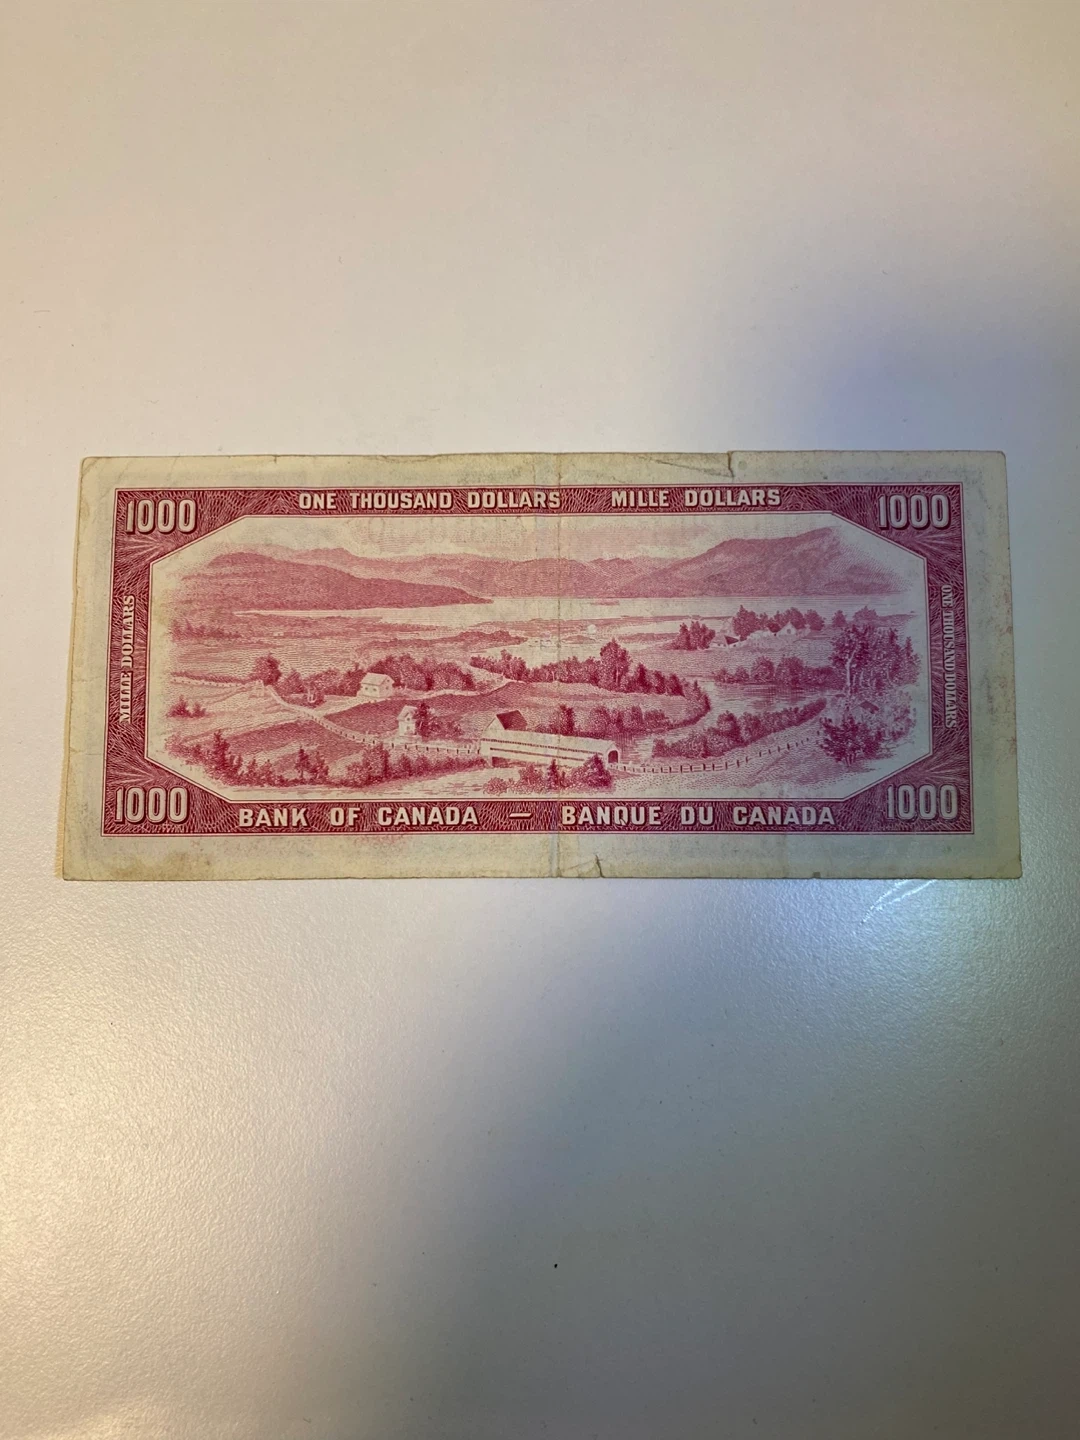 1000 ONE THOUSAND DOLLARS MILLE DOLLARS 1000
MILLE DOLLARS
ONE THOUSAND DOLLARS
1000 BANK OF CANADA — BANQUE DU CANADA 1000